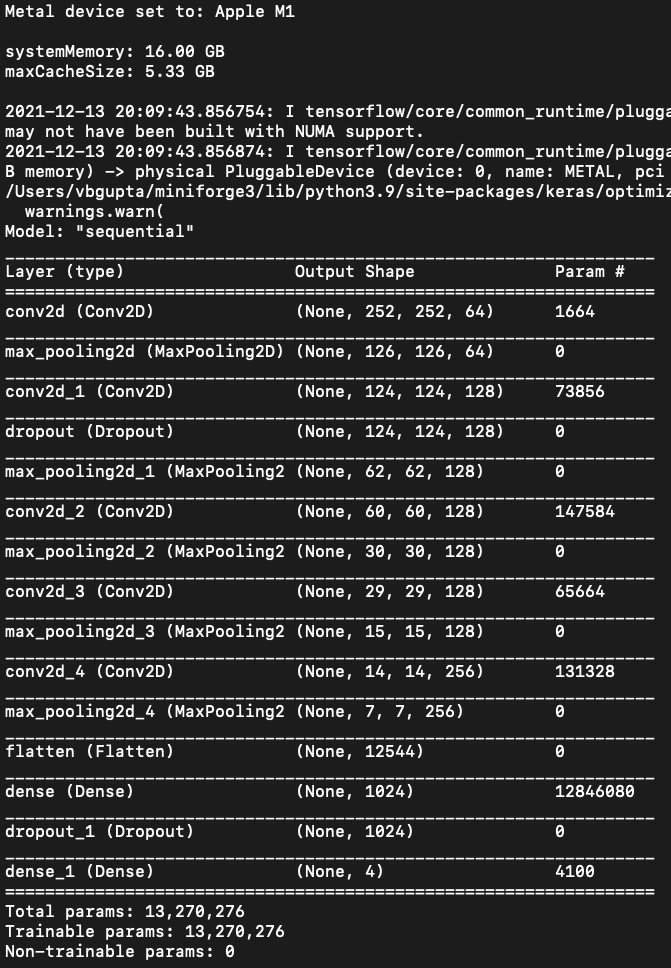 Metal device set to: Apple M1
systemMemory: 16.00 GB
maxCacheSize: 5.33 GB
2021-12-13 20:09:43.856754: I tensorflow/core/common_runtime/plugga
may not have been built with NUMA support.
2021-12-13 20:09:43.856874: I tensorflow/core/common_runtime/plugga
B memory) -> physical PluggableDevice (device: 0, name: METAL, pci
/Users/vbgupta/miniforge3/lib/python3.9/site-packages/keras/optimiz
warnings.warn(
Model: "sequential"
Layer (type) Output Shape Param #
conv2d (Conv2D) (None, 252, 252, 64) 1664
max_pooling2d (MaxPooling2D) (None, 126, 126, 64) 0
conv2d_1 (Conv2D) (None, 124, 124, 128) 73856
dropout (Dropout) (None, 124, 124, 128) 0
max_pooling2d_1 (MaxPooling2 (None, 62, 62, 128) 0
conv2d_2 (Conv2D) (None, 60, 60, 128) 147584
max_pooling2d_2 (MaxPooling2 (None, 30, 30, 128) 0
conv2d_3 (Conv2D) (None, 29, 29, 128) 65664
max_pooling2d_3 (MaxPooling2 (None, 15, 15, 128) 0
conv2d_4 (Conv2D) (None, 14, 14, 256) 131328
max_pooling2d_4 (MaxPooling2 (None, 7, 7, 256) 0
flatten (Flatten) (None, 12544) 0
dense (Dense) (None, 1024) 12846080
dropout_1 (Dropout) (None, 1024) 0
dense_1 (Dense) (None, 4) 4100
Total params: 13,270,276
Trainable params: 13,270,276
Non-trainable params: 0